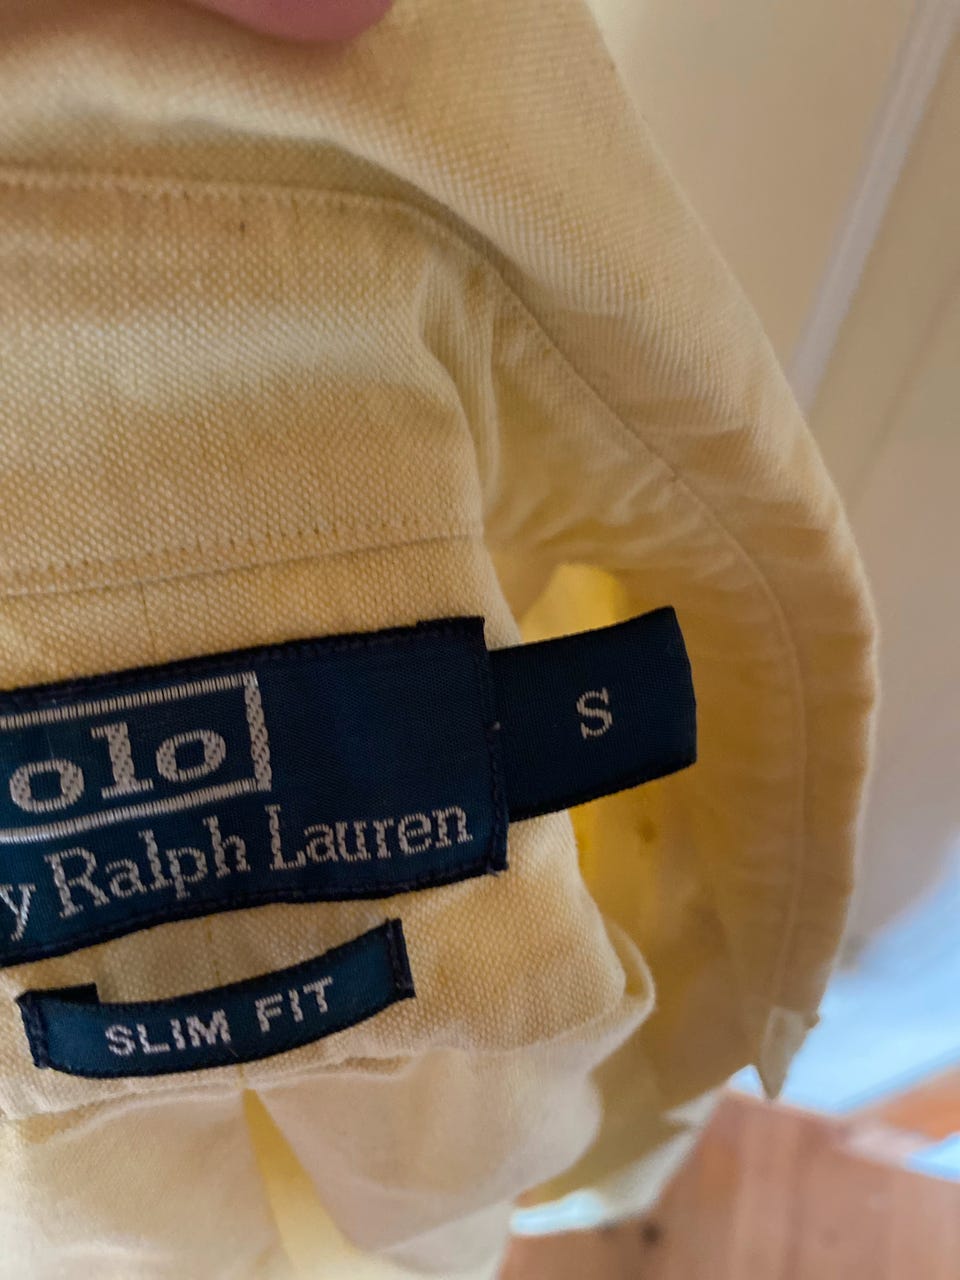 olo
y Ralph Lauren
S
SLIM FIT